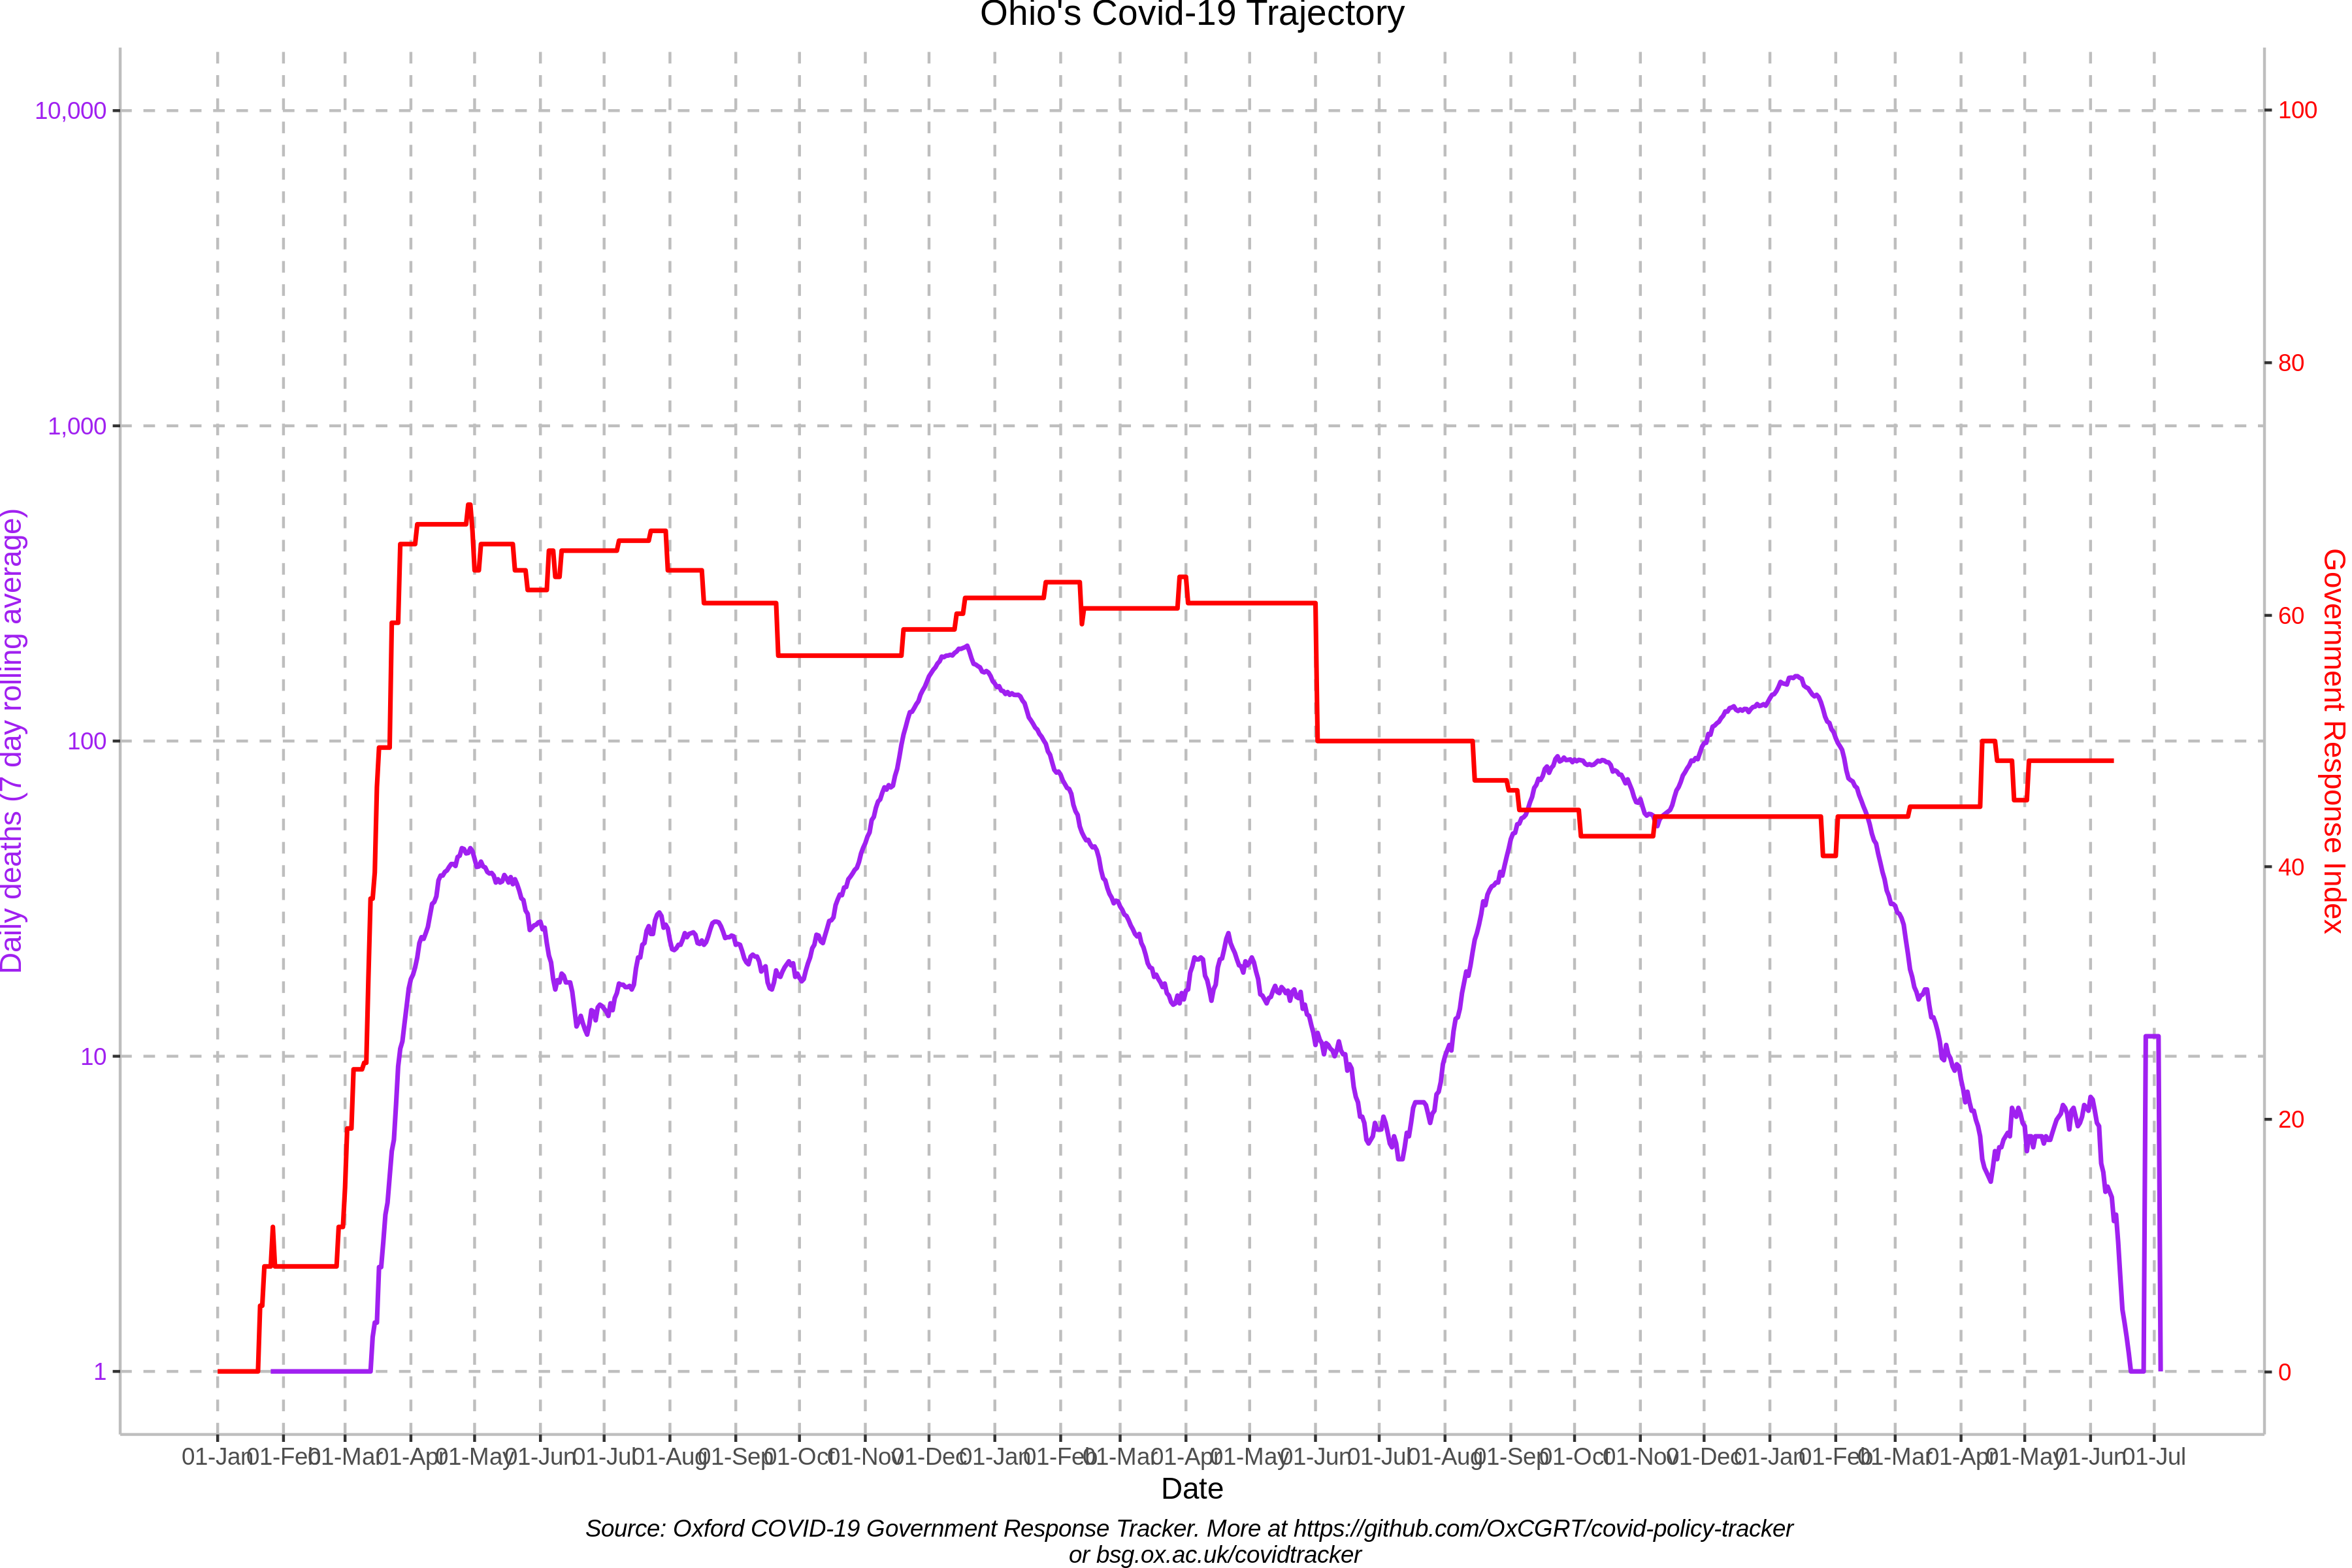 Ohio's Covid-19 Trajectory
10,000
1,000
100
10
1
Daily deaths (7 day rolling average)
100
80
60
40
20
0
Government Response Index
01-Jan 01-Feb 01-Mar 01-Apr 01-May 01-Jun 01-Jul 01-Aug 01-Sep 01-Oct 01-Nov 01-Dec 01-Jan 01-Feb 01-Mar 01-Apr 01-May 01-Jun 01-Jul 01-Aug 01-Sep 01-Oct 01-Nov 01-Dec 01-Jan 01-Feb 01-Mar 01-Apr 01-May 01-Jun 01-Jul
Date
Source: Oxford COVID-19 Government Response Tracker. More at https://github.com/OxCGRT/covid-policy-tracker
or bsg.ox.ac.uk/covidtracker